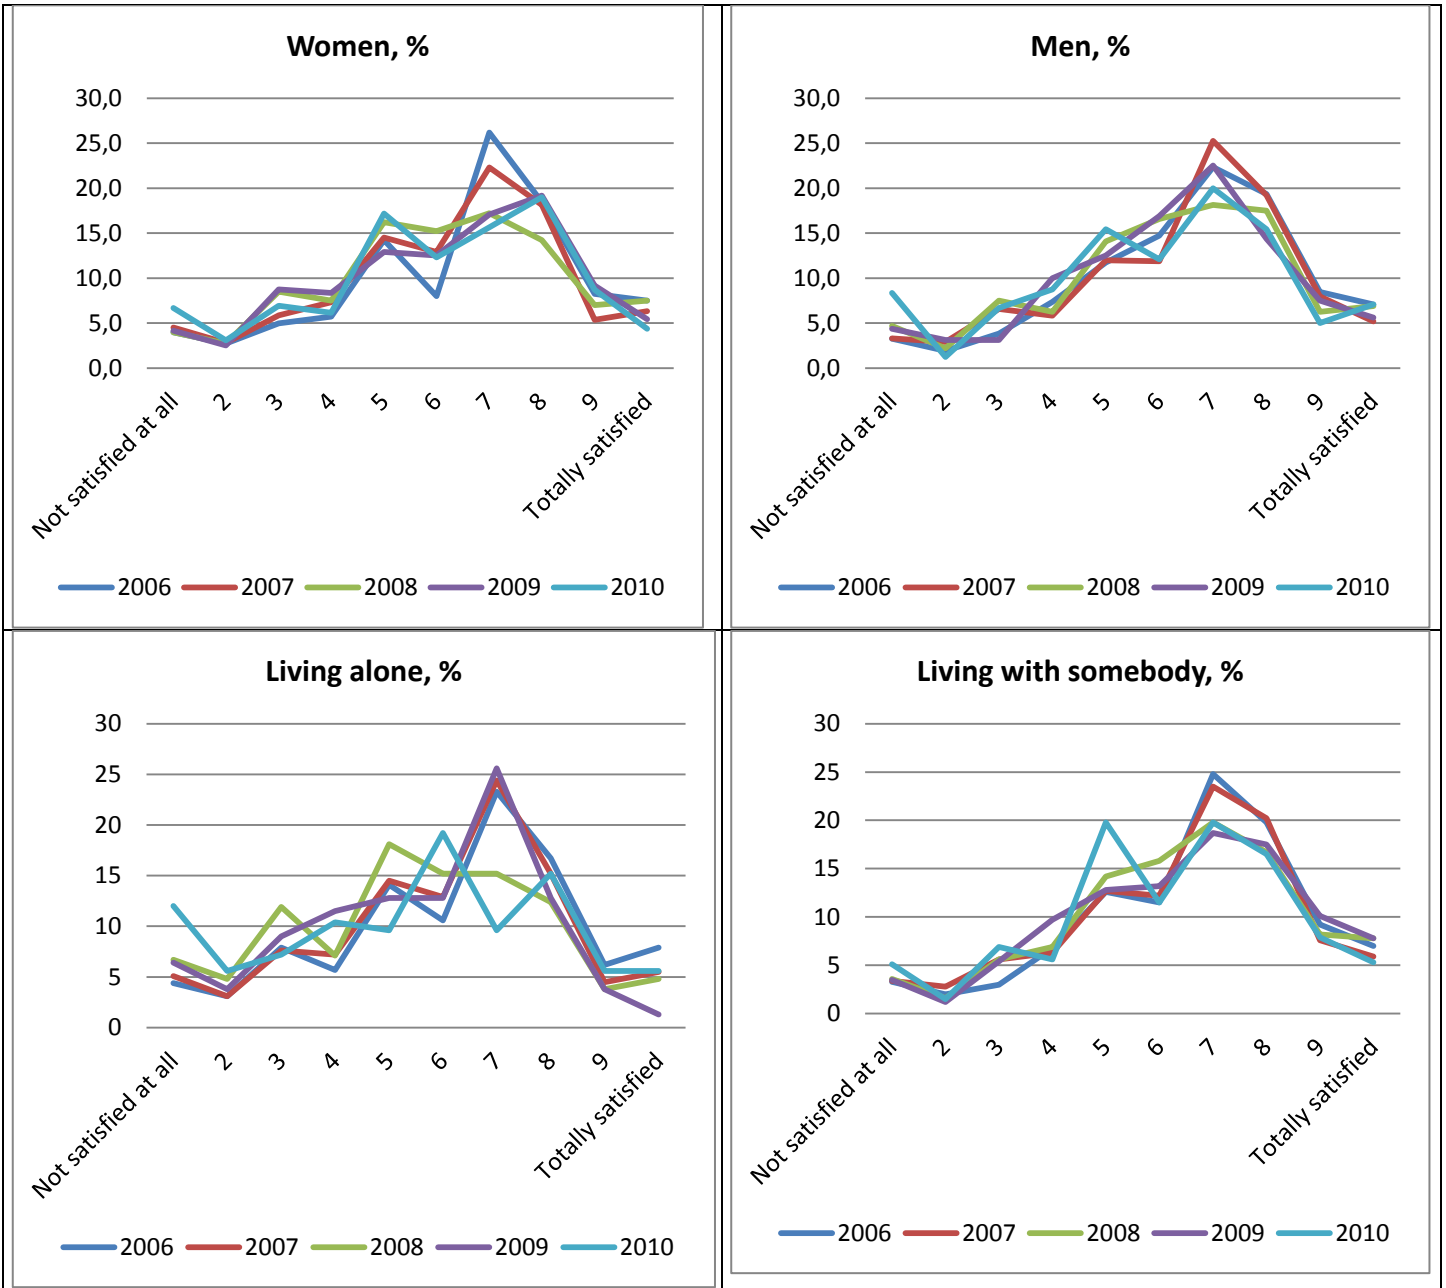 Women, %
30,0
25,0
20,0
15,0
10,0
5,0
0,0
Not satisfied at all 2 3 4 5 6 7 8 9 Totally satisfied
2006 2007 2008 2009 2010
Men, %
30,0
25,0
20,0
15,0
10,0
5,0
0,0
Not satisfied at all 2 3 4 5 6 7 8 9 Totally satisfied
2006 2007 2008 2009 2010
Living alone, %
30
25
20
15
10
5
0
Not satisfied at all 2 3 4 5 6 7 8 9 Totally satisfied
2006 2007 2008 2009 2010
Living with somebody, %
30
25
20
15
10
5
0
Not satisfied at all 2 3 4 5 6 7 8 9 Totally satisfied
2006 2007 2008 2009 2010